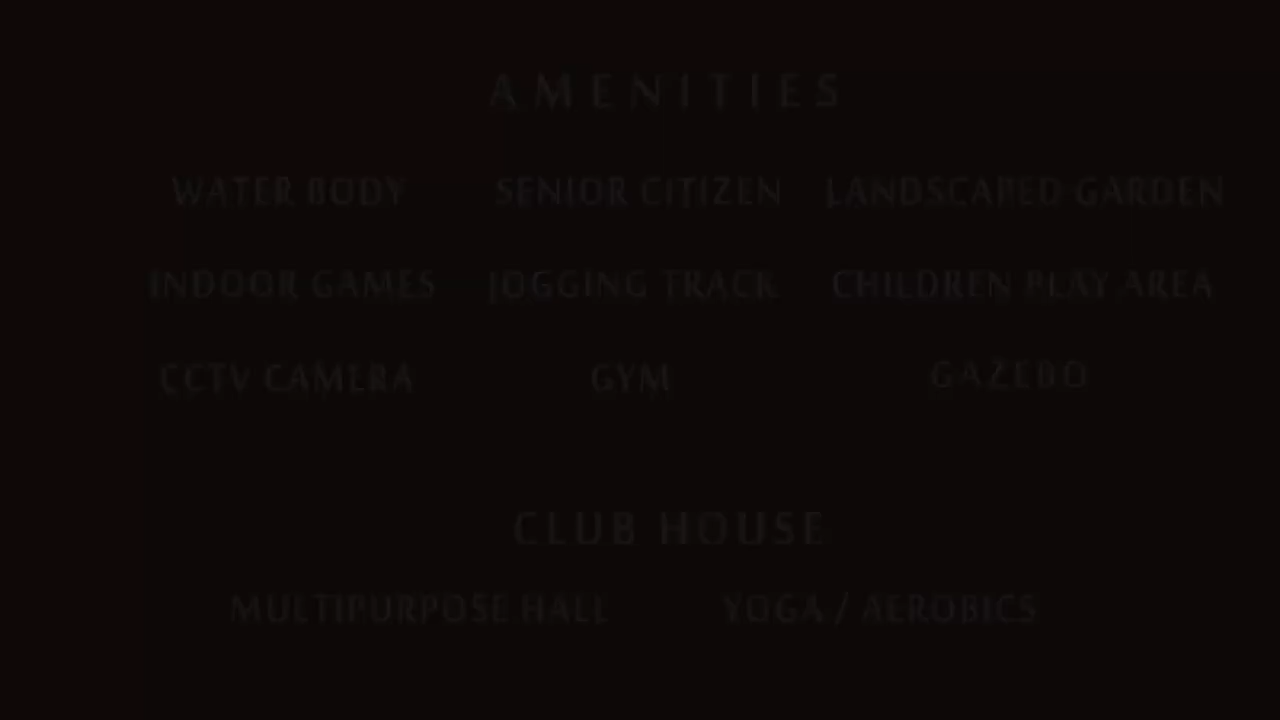 AMENITIES
WATER BODY SENIOR CITIZEN LANDSCAPED GARDEN
INDOOR GAMES JOGGING TRACK CHILDREN PLAY AREA
CCTV CAMERA GYM GAZEBO
CLUB HOUSE
MULTIPURPOSE HALL YOGA / AEROBICS